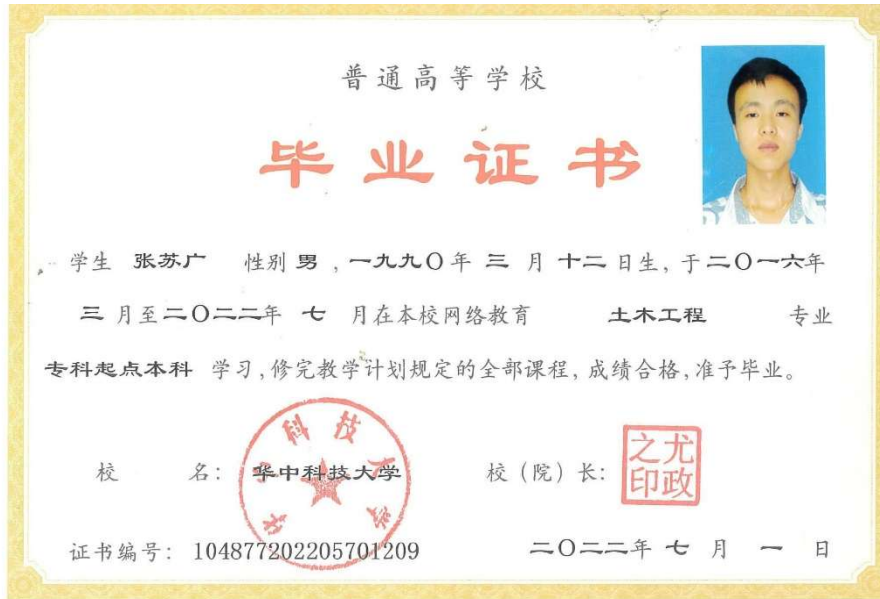 普通高等学校
毕业证书
学生 张苏广 性别 男，一九九〇年 三 月 十二 日生，于二〇一六年
三 月至二〇二二年 七 月在本校网络教育 土木工程 专业
专科起点本科 学习，修完教学计划规定的全部课程，成绩合格，准予毕业。
华中科技大学
校 名： 华中科技大学 校（院）长： 尤政之印
证书编号： 104877202205701209 二〇二二年 七 月 一 日